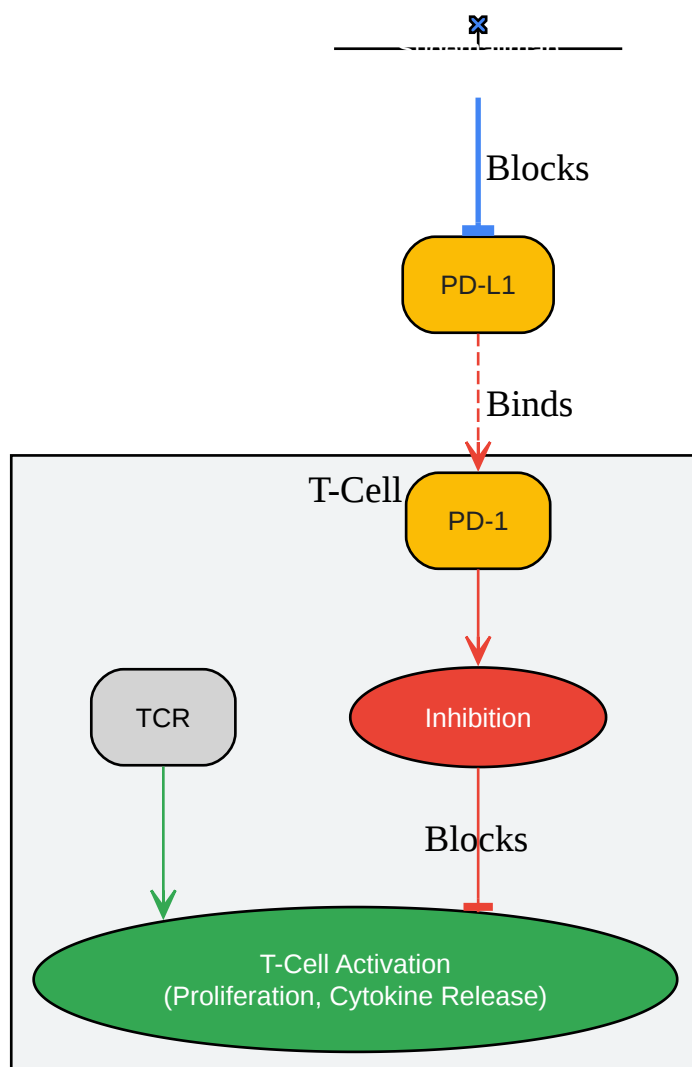 Blocks
PD-L1
Binds
T-Cell
PD-1
TCR
Inhibition
Blocks
T-Cell Activation
(Proliferation, Cytokine Release)